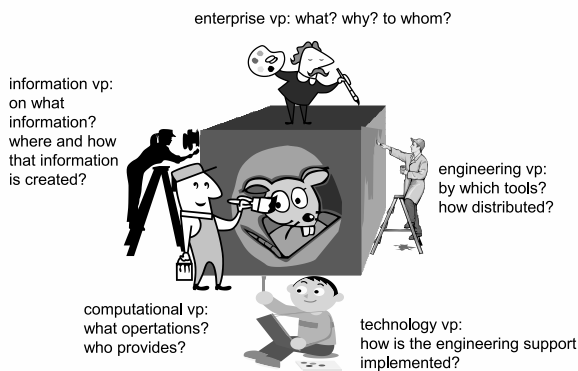 enterprise vp: what? why? to whom?
information vp:
on what
information?
where and how
that information
is created?
engineering vp:
by which tools?
how distributed?
computational vp:
what opertations?
who provides?
technology vp:
how is the engineering support
implemented?